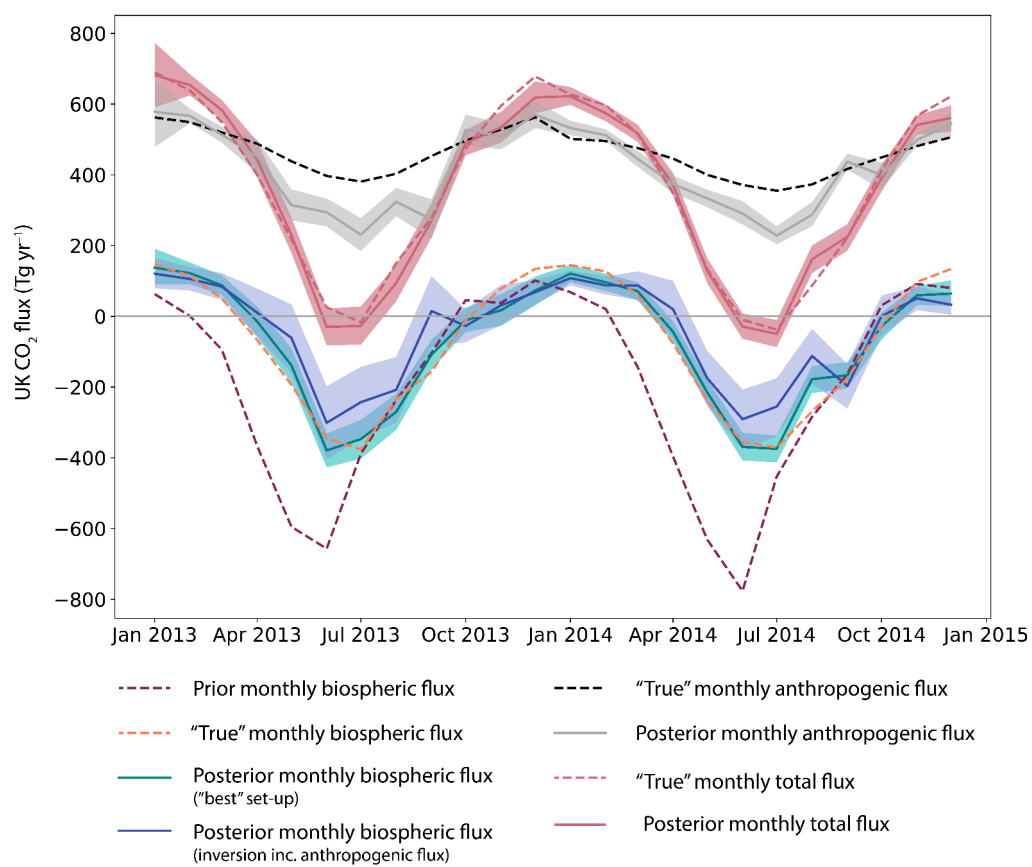 UK CO₂ flux (Tg yr⁻¹)
800
600
400
200
0
−200
−400
−600
−800
Jan 2013 Apr 2013 Jul 2013 Oct 2013 Jan 2014 Apr 2014 Jul 2014 Oct 2014 Jan 2015
Prior monthly biospheric flux
“True” monthly biospheric flux
Posterior monthly biospheric flux
(“best” set-up)
Posterior monthly biospheric flux
(inversion inc. anthropogenic flux)
“True” monthly anthropogenic flux
Posterior monthly anthropogenic flux
“True” monthly total flux
Posterior monthly total flux